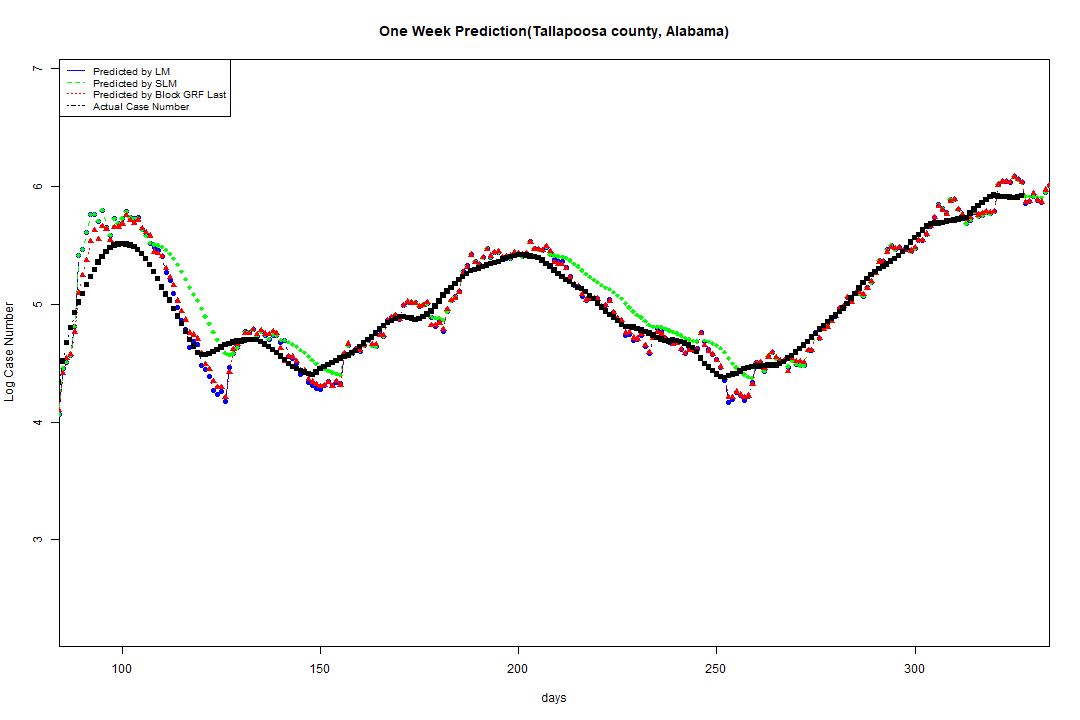 One Week Prediction(Tallapoosa county, Alabama)
7
Predicted by LM
Predicted by SLM
Predicted by Block GRF Last
Actual Case Number
6
5
4
3
Log Case Number
100 150 200 250 300
days